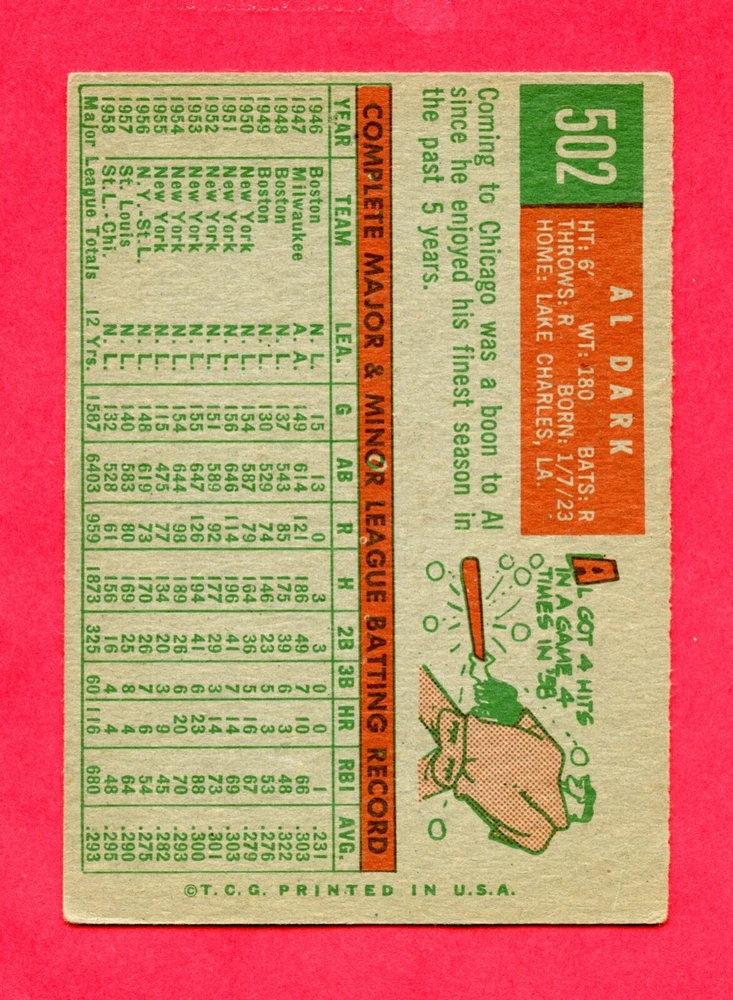 502
AL DARK
HT: 6' WT: 180 BATS: R
THROWS: R BORN: 1/7/23
HOME: LAKE CHARLES, LA.
Coming to Chicago was a boon to Al
since he enjoyed his finest season in
the past 5 years.
AL GOT 4 HITS
IN A GAME 4
TIMES IN '58.
COMPLETE MAJOR & MINOR LEAGUE BATTING RECORD
YEAR TEAM LEA. G AB R H 2B 3B HR RBI AVG.
1946 Boston N. L. 15 13 0 3 3 0 0 1 .231
1947 Milwaukee A. A. 149 614 121 186 49 7 10 66 .303
1948 Boston N. L. 137 543 85 175 39 6 3 48 .322
1949 Boston N. L. 130 529 74 146 23 5 3 53 .276
1950 New York N. L. 154 587 79 164 36 5 16 67 .279
1951 New York N. L. 156 646 114 196 41 7 14 69 .303
1952 New York N. L. 151 589 92 177 29 3 14 73 .301
1953 New York N. L. 155 647 126 194 41 6 23 88 .300
1954 New York N. L. 154 644 98 189 26 6 20 70 .293
1955 New York N. L. 115 475 77 134 20 3 9 45 .282
1956 N.Y.-St.L. N. L. 148 619 73 170 26 7 6 54 .275
1957 St. Louis N. L. 140 583 80 169 25 8 4 64 .290
1958 St.L.-Chi. N. L. 132 528 61 156 16 4 4 48 .295
Major League Totals 12 Yrs. 1587 6403 959 1873 325 60 116 680 .293
©T. C. G. PRINTED IN U.S.A.